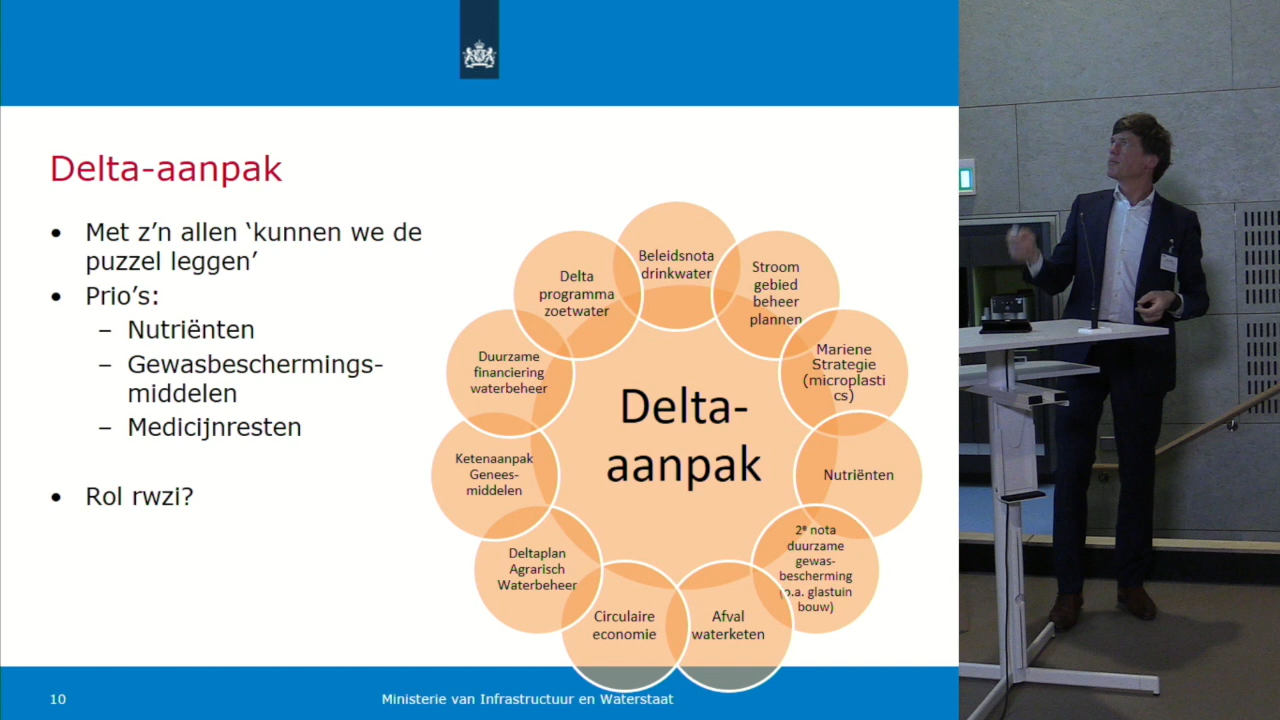 Delta-aanpak
• Met z’n allen ‘kunnen we de
puzzel leggen’
• Prio’s:
– Nutriënten
– Gewasbeschermings-
middelen
– Medicijnresten
• Rol rwzi?
Delta-
aanpak
Beleidsnota
drinkwater
Stroom
gebied
beheer
plannen
Mariene
Strategie
(microplasti
cs)
Nutriënten
2e nota
duurzame
gewas-
bescherming
(o.a. glastuin
bouw)
Afval
waterketen
Circulaire
economie
Deltaplan
Agrarisch
Waterbeheer
Ketenaanpak
Genees-
middelen
Duurzame
financiering
waterbeheer
Delta
programma
zoetwater
10
Ministerie van Infrastructuur en Waterstaat